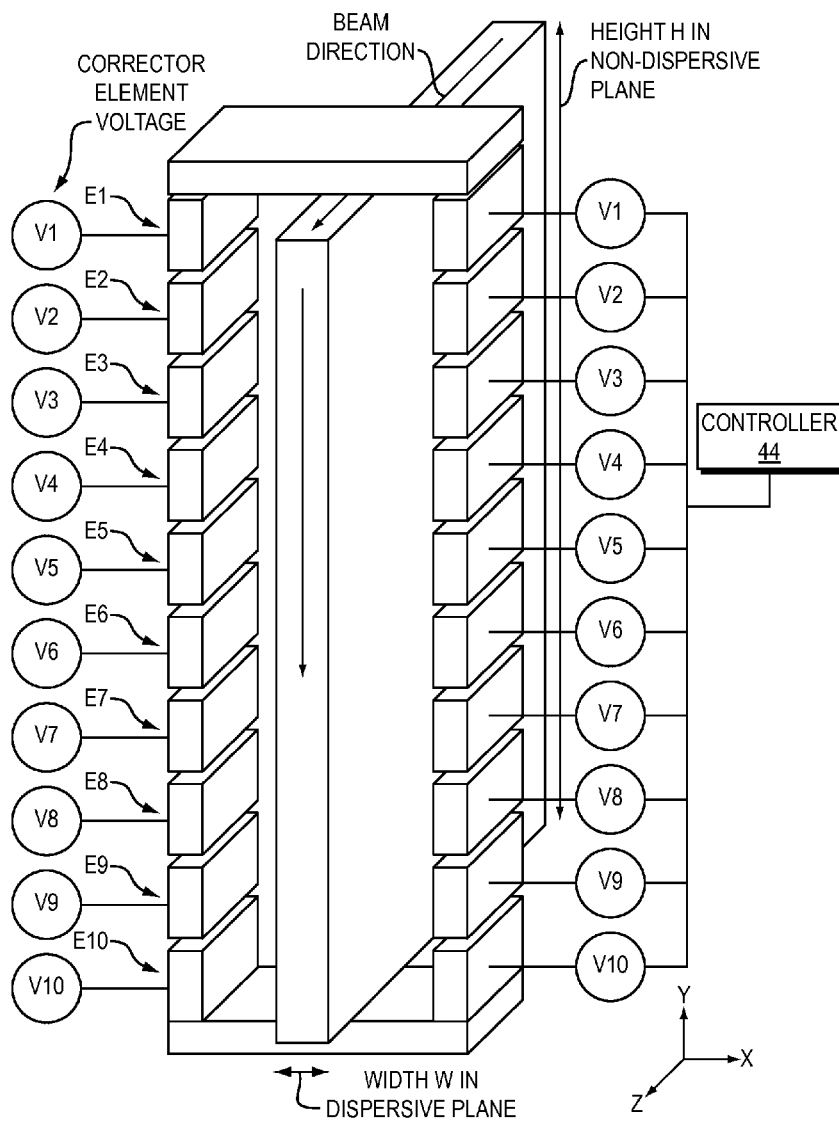 BEAM
DIRECTION
HEIGHT H IN
NON-DISPERSIVE
PLANE
CORRECTOR
ELEMENT
VOLTAGE
E1
V1
V1
E2
V2
V2
E3
V3
V3
E4
V4
V4
CONTROLLER
44
E5
V5
V5
E6
V6
V6
E7
V7
V7
E8
V8
V8
E9
V9
V9
E10
V10
V10
Y
X
Z
WIDTH W IN
DISPERSIVE PLANE